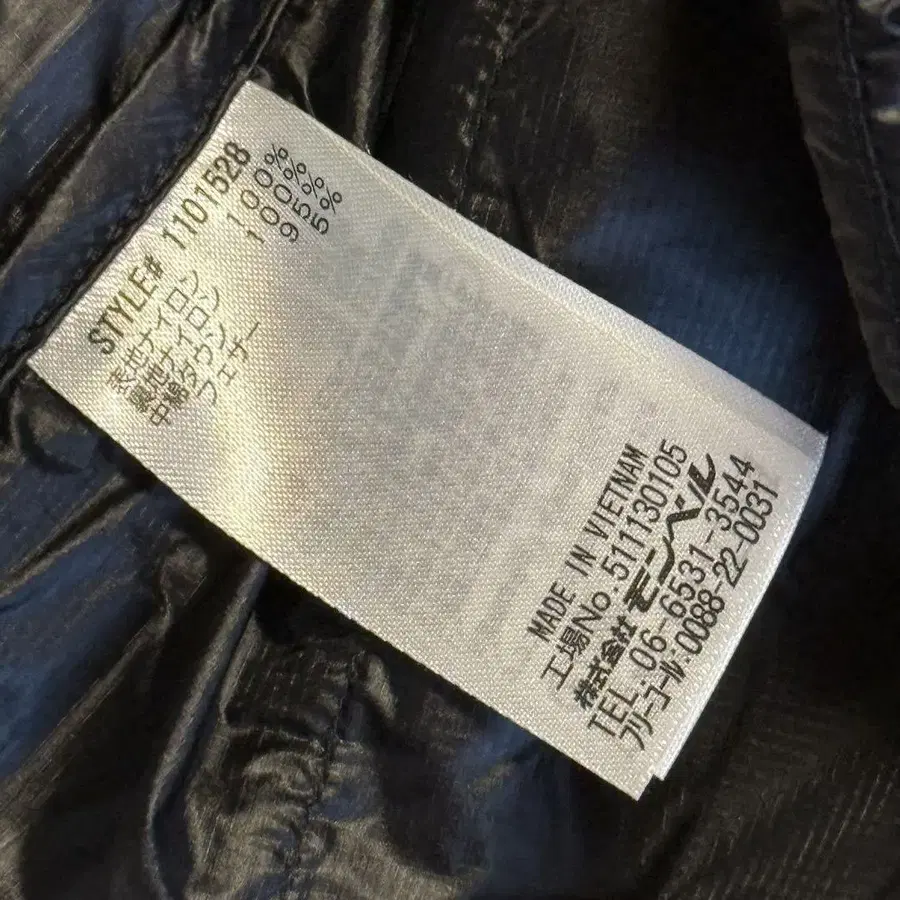 STYLE# 1101528
表地ナイロン 100%
裏地ナイロン 100%
中綿ダウン 95%
フェザー 5%
MADE IN VIETNAM
工場No.511130105
株式会社モンベル
TEL.06-6531-3544
フリーコール.0088-22-0031